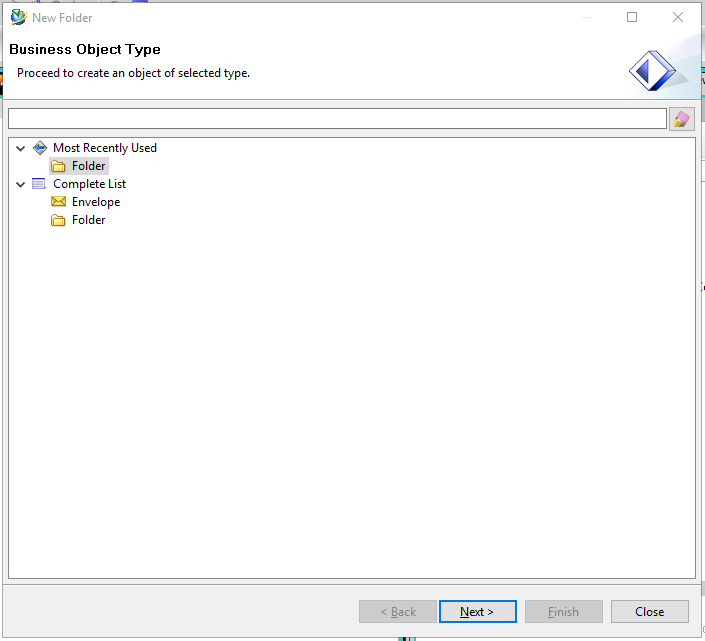 New Folder
Business Object Type
Proceed to create an object of selected type.
Most Recently Used
Folder
Complete List
Envelope
Folder
< Back
Next >
Finish
Close